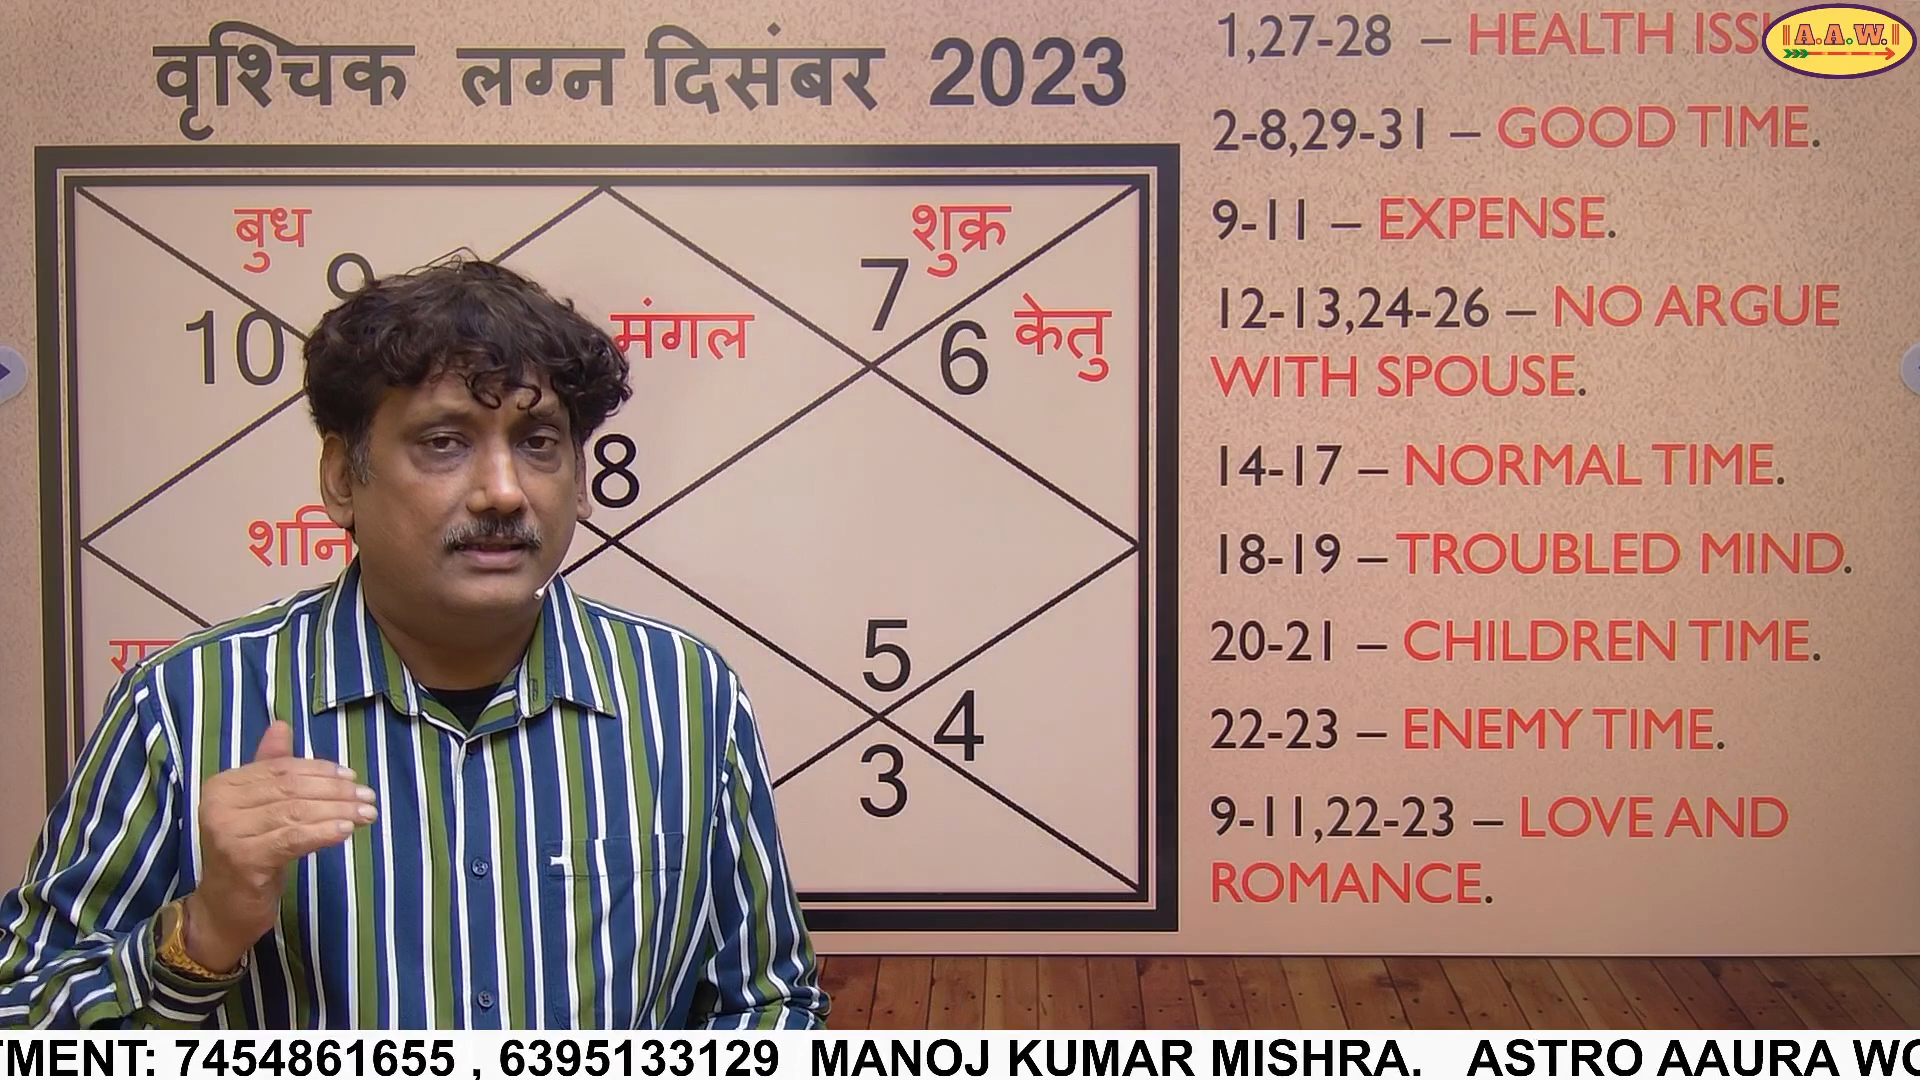 वृश्चिक लग्न दिसंबर 2023
A.A.W.
1,27-28 – HEALTH
2-8,29-31 – GOOD TIME.
9-11 – EXPENSE.
12-13,24-26 – NO ARGUE
WITH SPOUSE.
14-17 – NORMAL TIME.
18-19 – TROUBLED MIND.
20-21 – CHILDREN TIME.
22-23 – ENEMY TIME.
9-11,22-23 – LOVE AND
ROMANCE.
बुध
9
शुक्र
7
10
मंगल
6
केतु
8
शनि
5
4
3
7454861655 , 6395133129 MANOJ KUMAR MISHRA. ASTRO AAURA